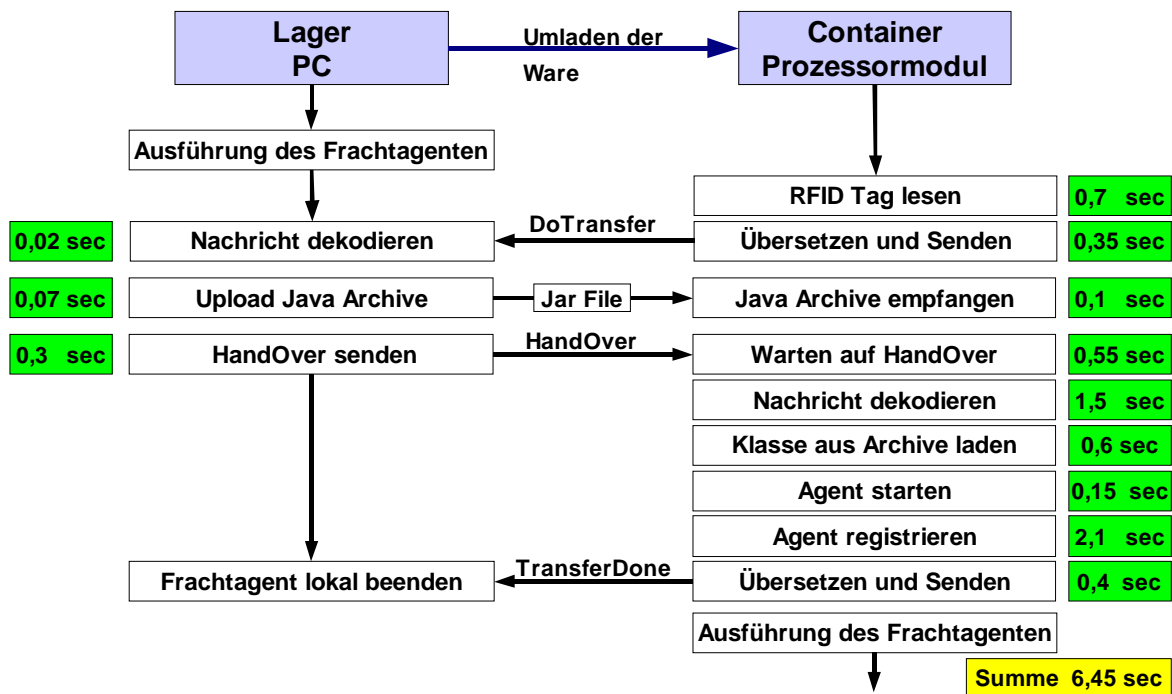 Lager
PC
Umladen der
Ware
Container
Prozessormodul
Ausführung des Frachtagenten
RFID Tag lesen
0,7 sec
0,02 sec
Nachricht dekodieren
DoTransfer
Übersetzen und Senden
0,35 sec
0,07 sec
Upload Java Archive
Jar File
Java Archive empfangen
0,1 sec
0,3 sec
HandOver senden
HandOver
Warten auf HandOver
0,55 sec
Nachricht dekodieren
1,5 sec
Klasse aus Archive laden
0,6 sec
Agent starten
0,15 sec
Agent registrieren
2,1 sec
Frachtagent lokal beenden
TransferDone
Übersetzen und Senden
0,4 sec
Ausführung des Frachtagenten
Summe 6,45 sec